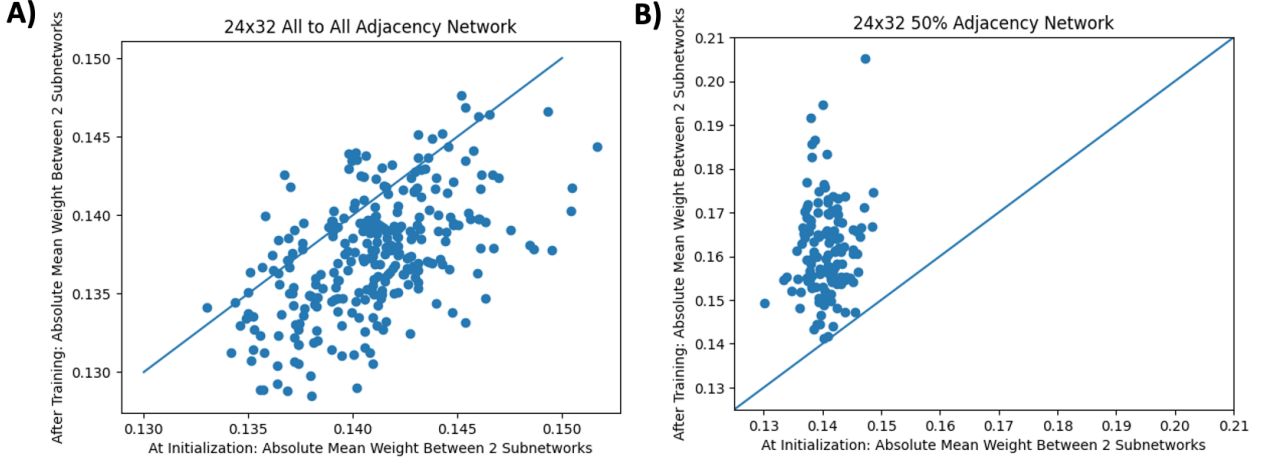 A)
24x32 All to All Adjacency Network
After Training: Absolute Mean Weight Between 2 Subnetworks
0.150
0.145
0.140
0.135
0.130
0.130 0.135 0.140 0.145 0.150
At Initialization: Absolute Mean Weight Between 2 Subnetworks
B)
24x32 50% Adjacency Network
After Training: Absolute Mean Weight Between 2 Subnetworks
0.21
0.20
0.19
0.18
0.17
0.16
0.15
0.14
0.13
0.13 0.14 0.15 0.16 0.17 0.18 0.19 0.20 0.21
At Initialization: Absolute Mean Weight Between 2 Subnetworks